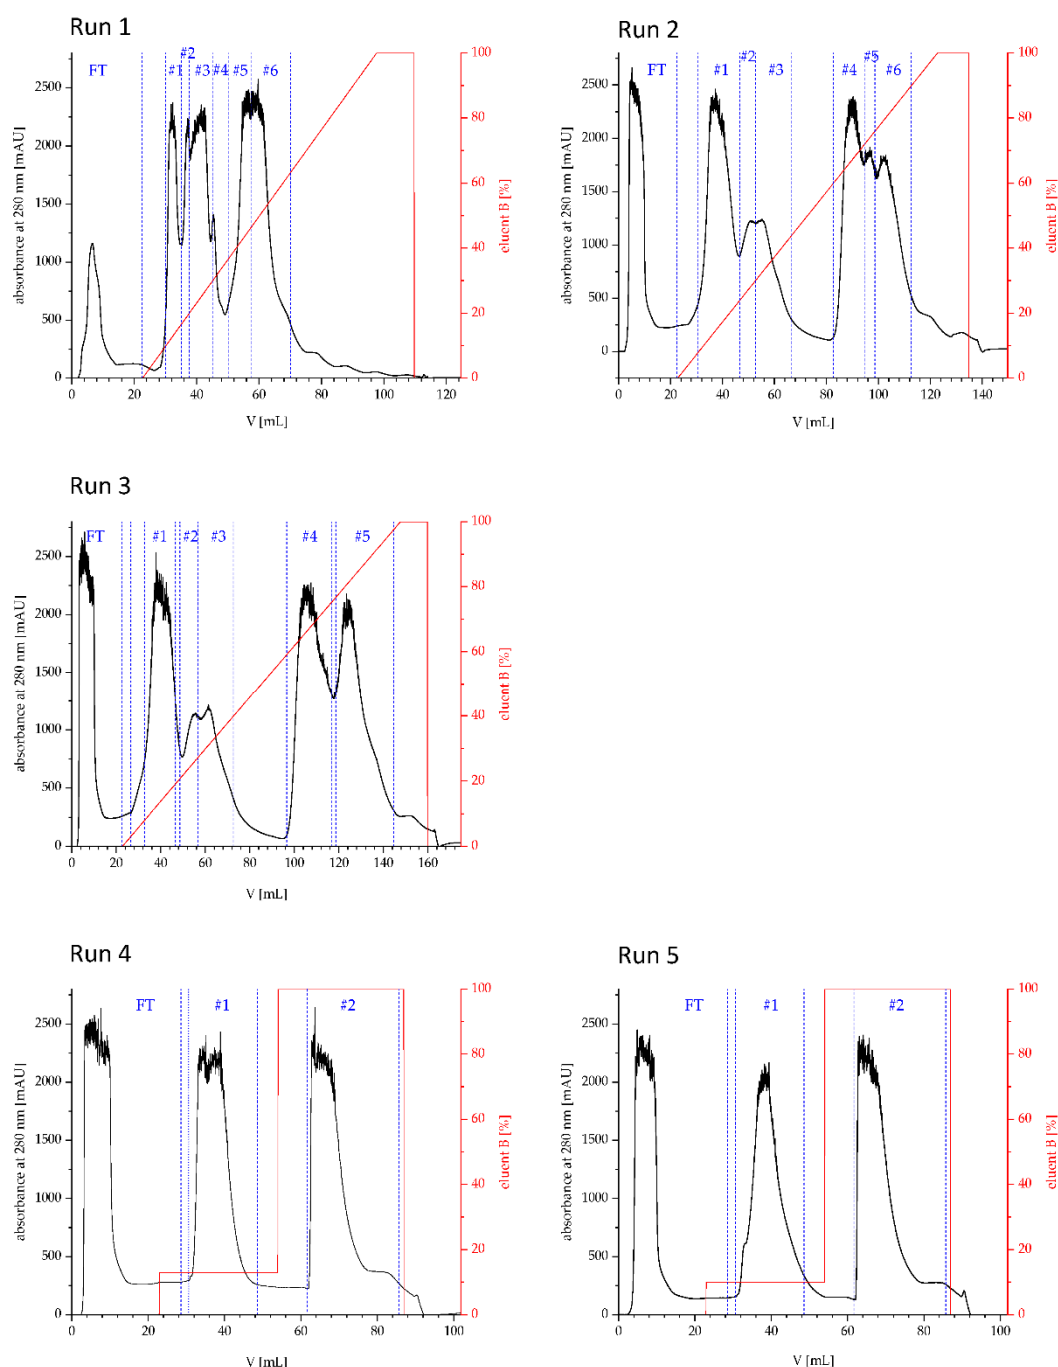 Run 1
FT
#1
#2
#3
#4
#5
#6
absorbance at 280 nm [mAU]
2500
2000
1500
1000
500
0
0 20 40 60 80 100 120
V [mL]
100
80
60
40
20
0
eluent B [%]
Run 2
FT
#1
#2
#3
#4
#5
#6
absorbance at 280 nm [mAU]
2500
2000
1500
1000
500
0
0 20 40 60 80 100 120 140
V [mL]
100
80
60
40
20
0
eluent B [%]
Run 3
FT
#1
#2
#3
#4
#5
absorbance at 280 nm [mAU]
2500
2000
1500
1000
500
0
0 20 40 60 80 100 120 140 160
V [mL]
100
80
60
40
20
0
eluent B [%]
Run 4
FT
#1
#2
absorbance at 280 nm [mAU]
2500
2000
1500
1000
500
0
0 20 40 60 80 100
V [mL]
100
80
60
40
20
0
eluent B [%]
Run 5
FT
#1
#2
absorbance at 280 nm [mAU]
2500
2000
1500
1000
500
0
0 20 40 60 80 100
V [mL]
100
80
60
40
20
0
eluent B [%]